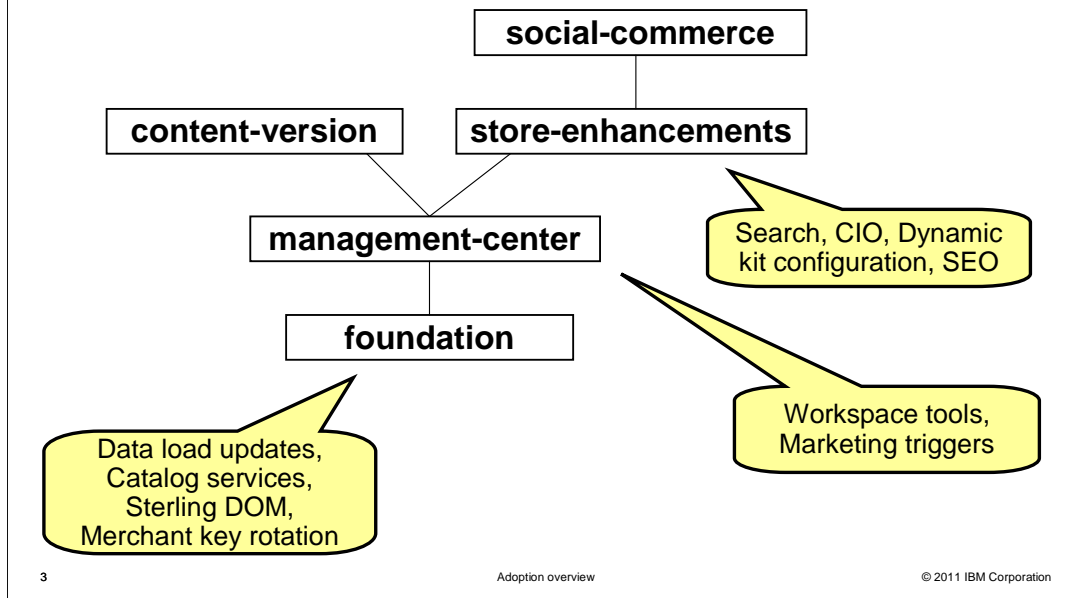 social-commerce
content-version
store-enhancements
management-center
Search, CIO, Dynamic
kit configuration, SEO
foundation
Workspace tools,
Marketing triggers
Data load updates,
Catalog services,
Sterling DOM,
Merchant key rotation
3
Adoption overview
© 2011 IBM Corporation